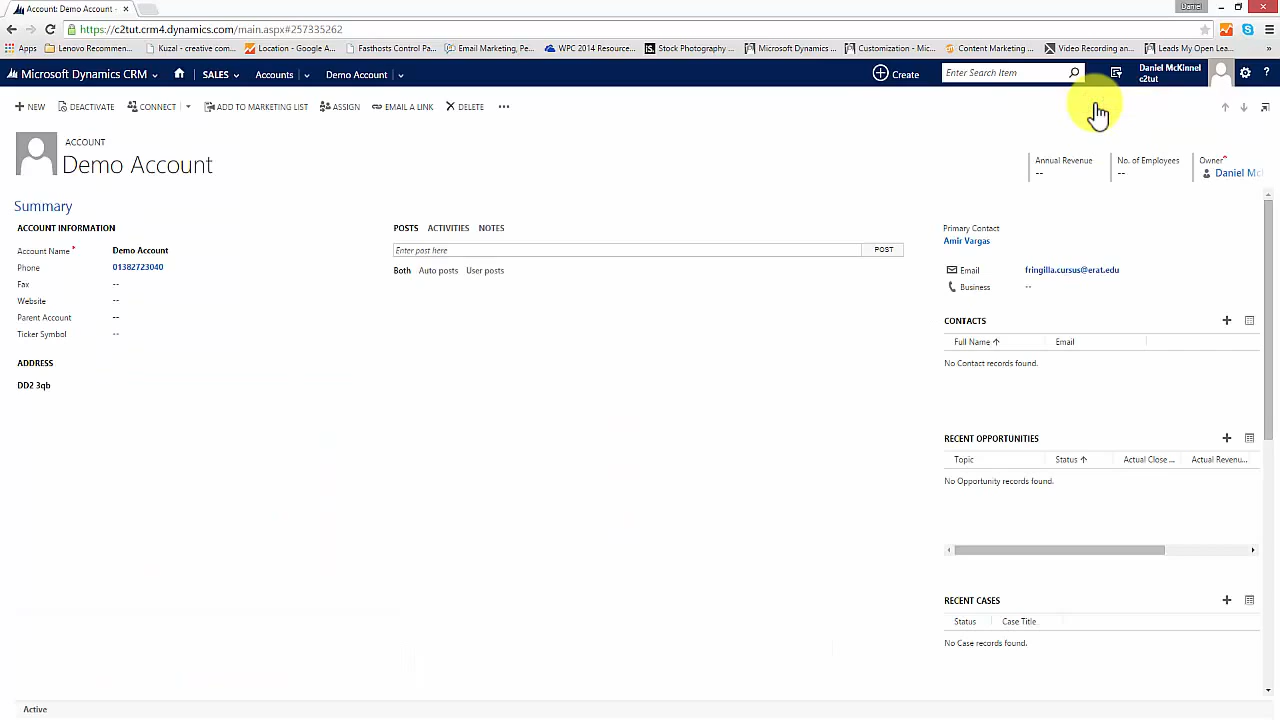 Account: Demo Account -
Daniel
https://c2tut.crm4.dynamics.com/main.aspx#257335262
Apps Lenovo Recommen... Kuzal - creative com... Location - Google A... Fasthosts Control Pa... Email Marketing, Pe... WPC 2014 Resource... Stock Photography ... Microsoft Dynamics ... Customization - Mic... Content Marketing ... Video Recording an... Leads My Open Lea... »
Microsoft Dynamics CRM SALES Accounts Demo Account Create Enter Search Item Daniel McKinnel ?
c2tut
NEW DEACTIVATE CONNECT ADD TO MARKETING LIST ASSIGN EMAIL A LINK DELETE ...
ACCOUNT
Demo Account
Annual Revenue No. of Employees Owner*
-- -- Daniel McI
Summary
ACCOUNT INFORMATION
Account Name * Demo Account
Phone 01382723040
Fax --
Website --
Parent Account --
Ticker Symbol --
ADDRESS
DD2 3qb
POSTS ACTIVITIES NOTES
Enter post here POST
Both Auto posts User posts
Primary Contact
Amir Vargas
Email fringilla.cursus@erat.edu
Business --
CONTACTS
Full Name ↑ Email
No Contact records found.
RECENT OPPORTUNITIES
Topic Status ↑ Actual Close ... Actual Revenu...
No Opportunity records found.
RECENT CASES
Status Case Title
No Case records found.
Active